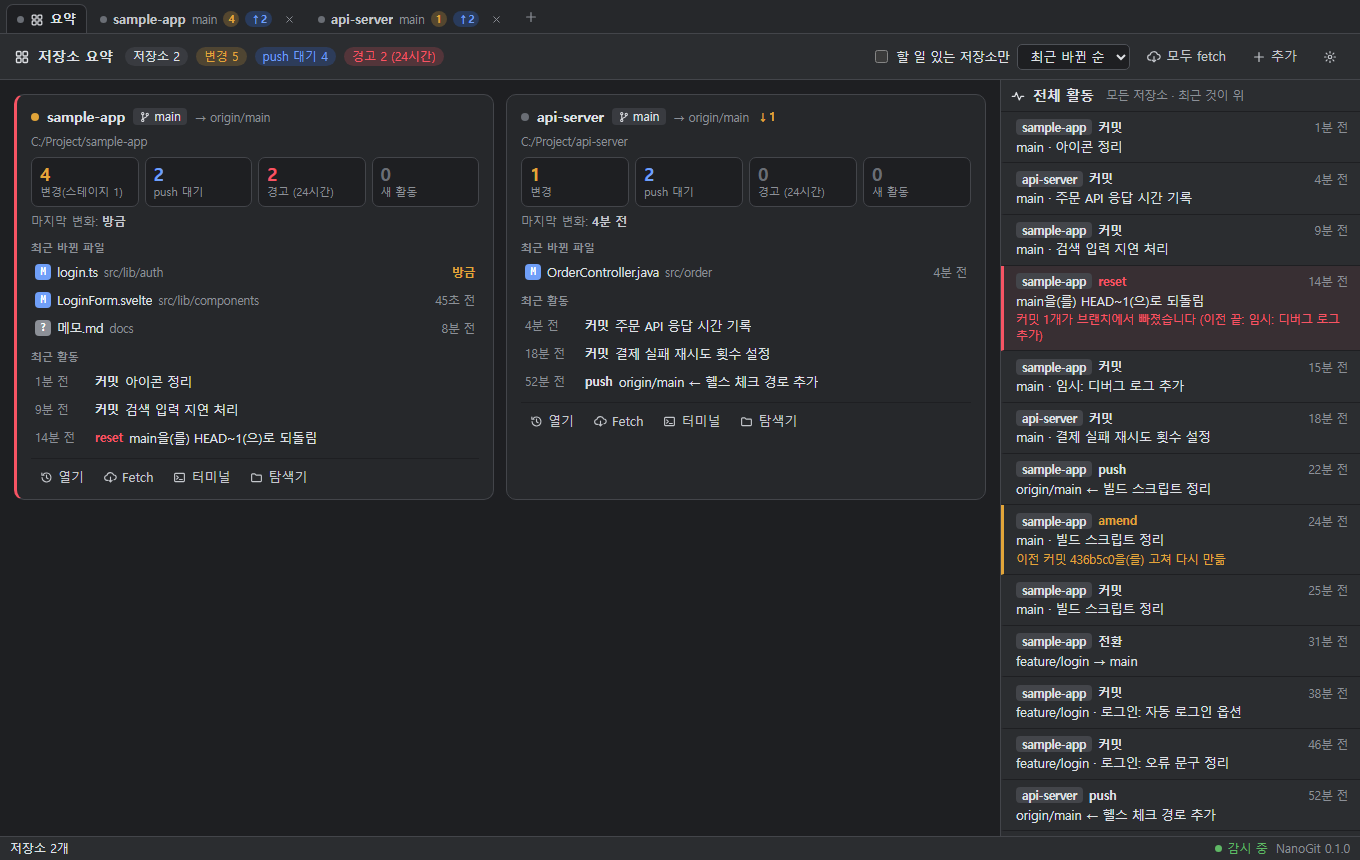 요약 sample-app main 4 ↑2 × api-server main 1 ↑2 × +
저장소 요약 저장소 2 변경 5 push 대기 4 경고 2 (24시간) 할 일 있는 저장소만 최근 바뀐 순 모두 fetch + 추가
sample-app main → origin/main
C:/Project/sample-app
4 2 2 0
변경(스테이지 1) push 대기 경고 (24시간) 새 활동
마지막 변화: 방금
최근 바뀐 파일
M login.ts src/lib/auth 방금
M LoginForm.svelte src/lib/components 45초 전
? 메모.md docs 8분 전
최근 활동
1분 전 커밋 아이콘 정리
9분 전 커밋 검색 입력 지연 처리
14분 전 reset main을(를) HEAD~1(으)로 되돌림
열기 Fetch 터미널 탐색기
api-server main → origin/main ↓1
C:/Project/api-server
1 2 0 0
변경 push 대기 경고 (24시간) 새 활동
마지막 변화: 4분 전
최근 바뀐 파일
M OrderController.java src/order 4분 전
최근 활동
4분 전 커밋 주문 API 응답 시간 기록
18분 전 커밋 결제 실패 재시도 횟수 설정
52분 전 push origin/main ← 헬스 체크 경로 추가
열기 Fetch 터미널 탐색기
전체 활동 모든 저장소 · 최근 것이 위
sample-app 커밋 1분 전
main · 아이콘 정리
api-server 커밋 4분 전
main · 주문 API 응답 시간 기록
sample-app 커밋 9분 전
main · 검색 입력 지연 처리
sample-app reset 14분 전
main을(를) HEAD~1(으)로 되돌림
커밋 1개가 브랜치에서 빠졌습니다 (이전 끝: 임시: 디버그 로그
추가)
sample-app 커밋 15분 전
main · 임시: 디버그 로그 추가
api-server 커밋 18분 전
main · 결제 실패 재시도 횟수 설정
sample-app push 22분 전
origin/main ← 빌드 스크립트 정리
sample-app amend 24분 전
main · 빌드 스크립트 정리
이전 커밋 436b5c0을(를) 고쳐 다시 만듦
sample-app 커밋 25분 전
main · 빌드 스크립트 정리
sample-app 전환 31분 전
feature/login → main
sample-app 커밋 38분 전
feature/login · 로그인: 자동 로그인 옵션
sample-app 커밋 46분 전
feature/login · 로그인: 오류 문구 정리
api-server push 52분 전
origin/main ← 헬스 체크 경로 추가
저장소 2개 감시 중 NanoGit 0.1.0